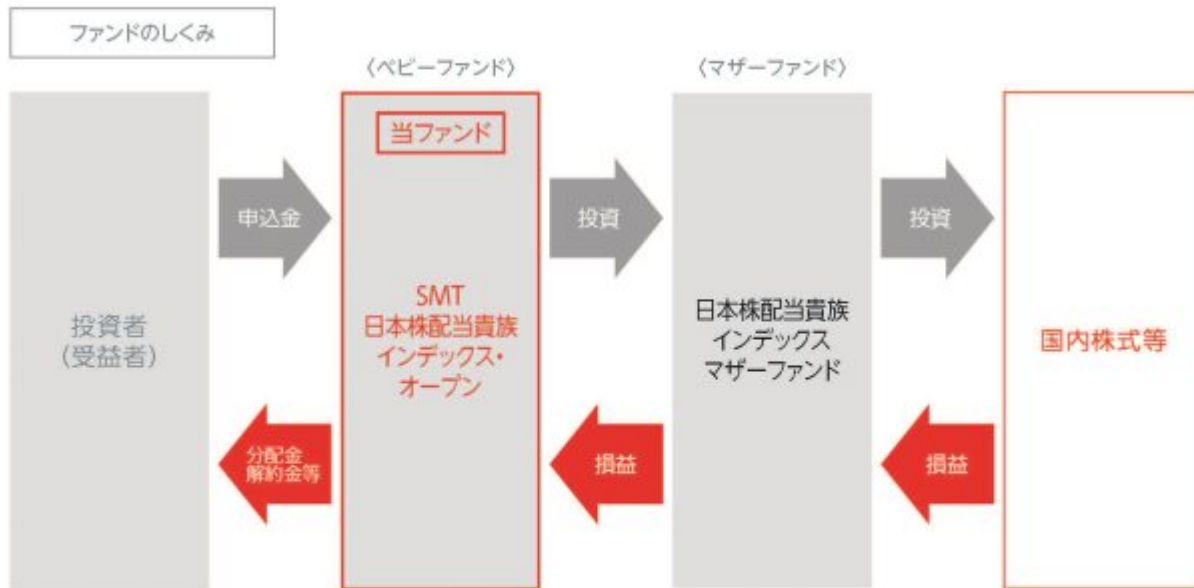 ファンドのしくみ
〈ベビーファンド〉
〈マザーファンド〉
投資者
(受益者)
申込金
分配金
解約金等
当ファンド
SMT
日本株配当貴族
インデックス・
オープン
投資
損益
日本株配当貴族
インデックス
マザーファンド
投資
損益
国内株式等